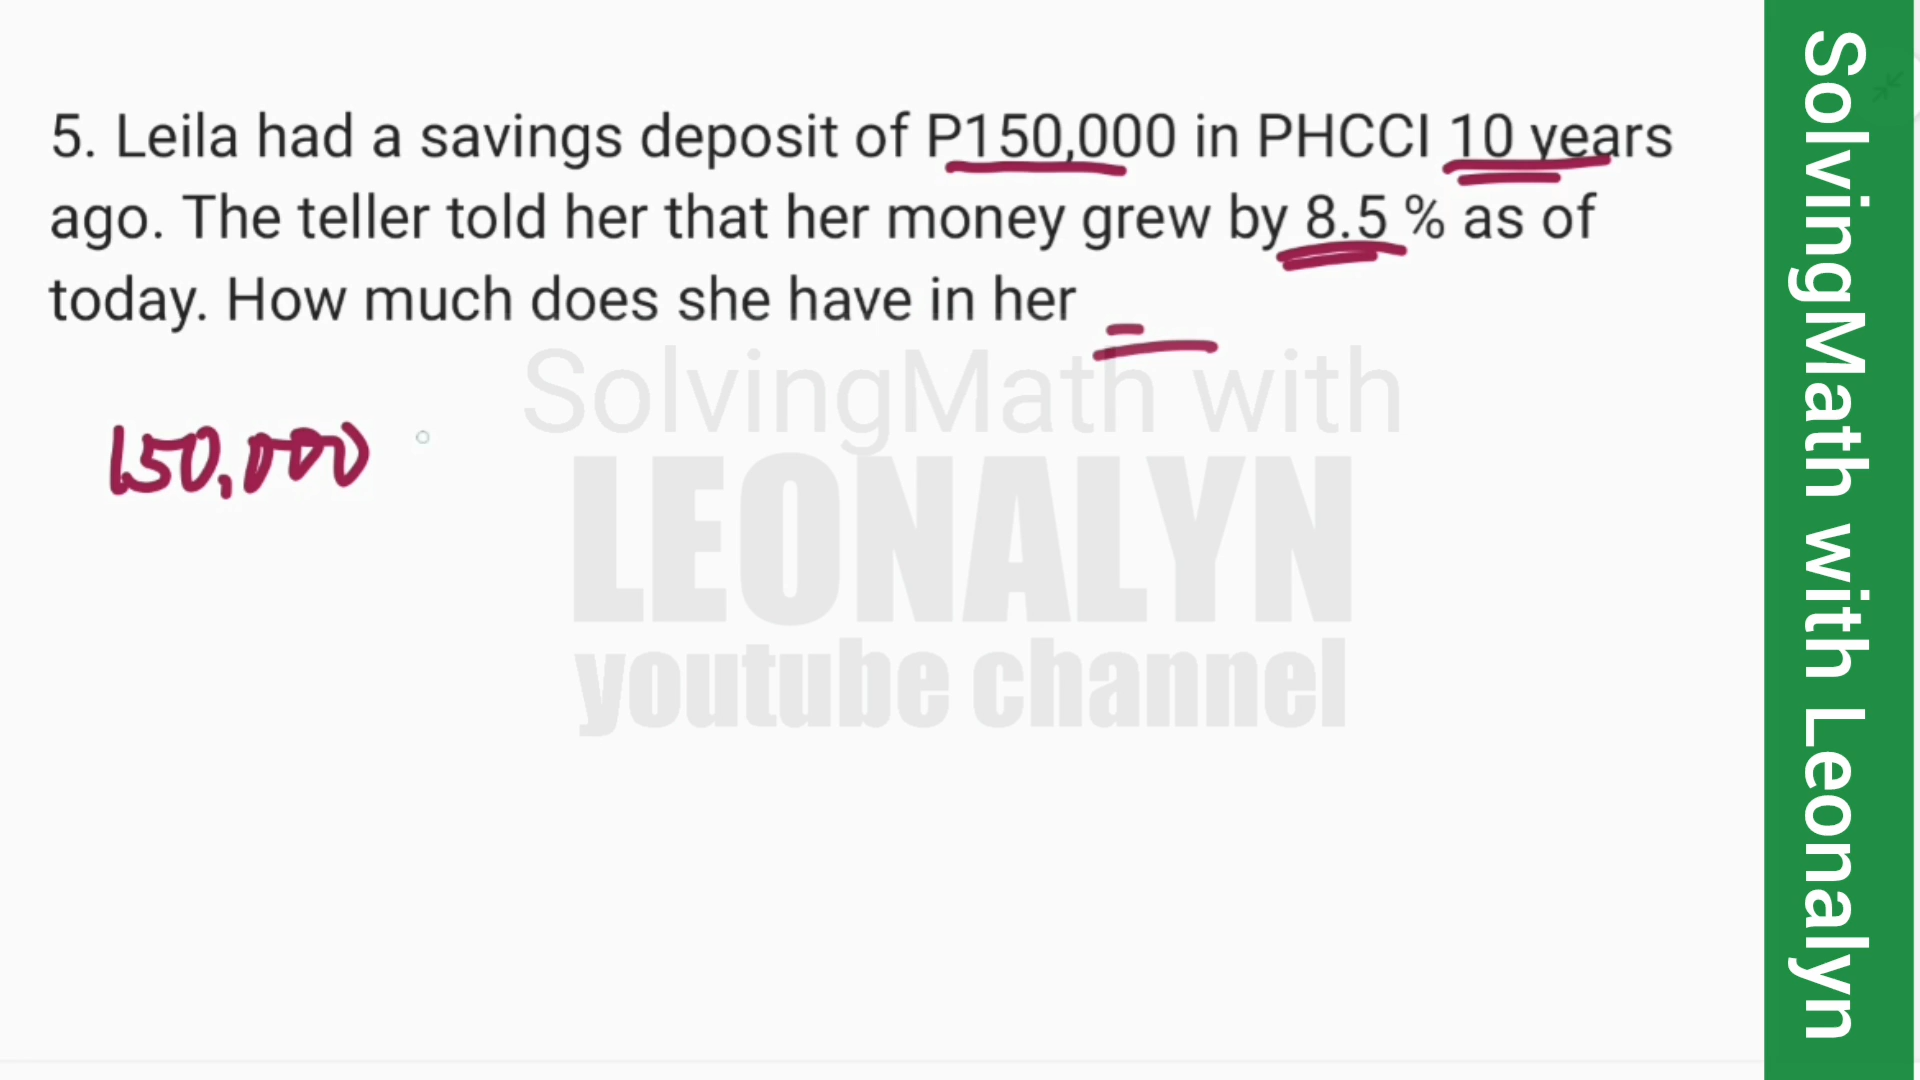 5. Leila had a savings deposit of P150,000 in PHCCI 10 years
ago. The teller told her that her money grew by 8.5 % as of
today. How much does she have in her
150,000
SolvingMath with
LEONALYN
youtube channel
SolvingMath with Leonalyn